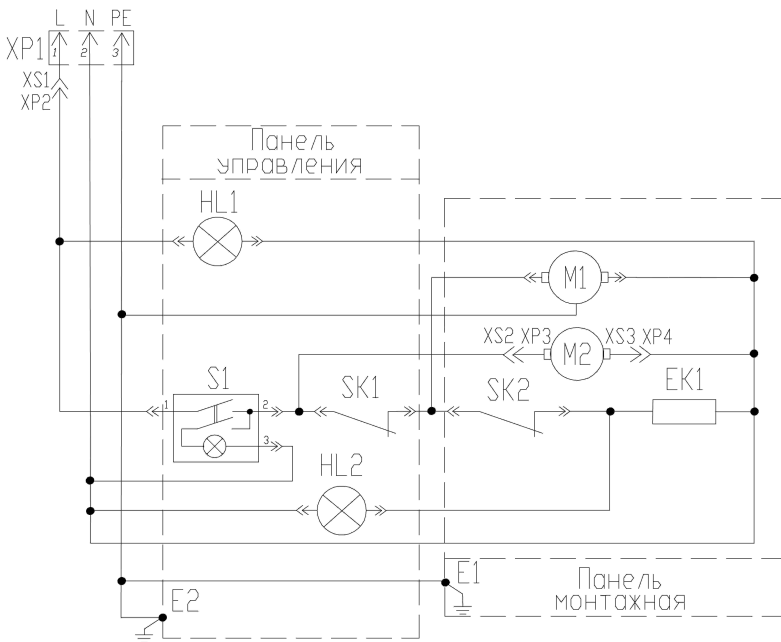 L N PE
XP1 1 2 3
XS1
XP2
Панель
управления
HL1
M1
XS2 XP3 M2 XS3 XP4
S1
SK1
SK2
EK1
1 2
3
HL2
E1
E2
Панель
монтажная